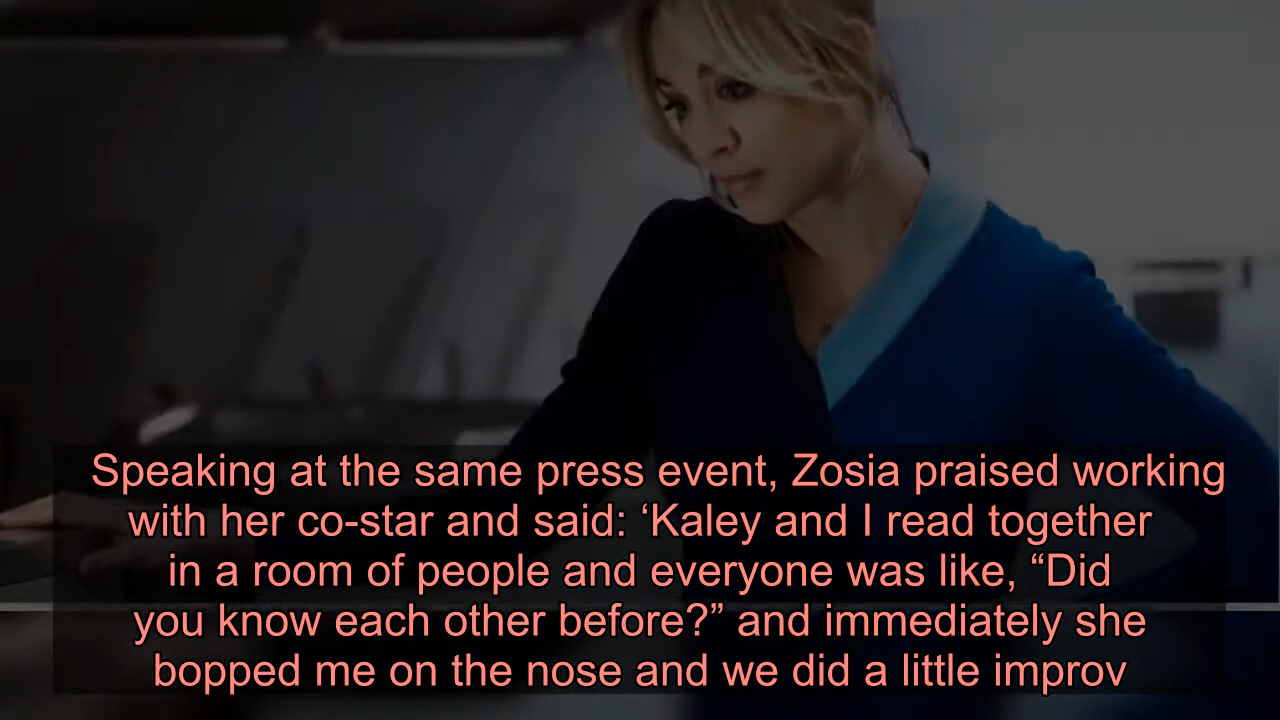 Speaking at the same press event, Zosia praised working
with her co-star and said: ‘Kaley and I read together
in a room of people and everyone was like, “Did
you know each other before?” and immediately she
bopped me on the nose and we did a little improv